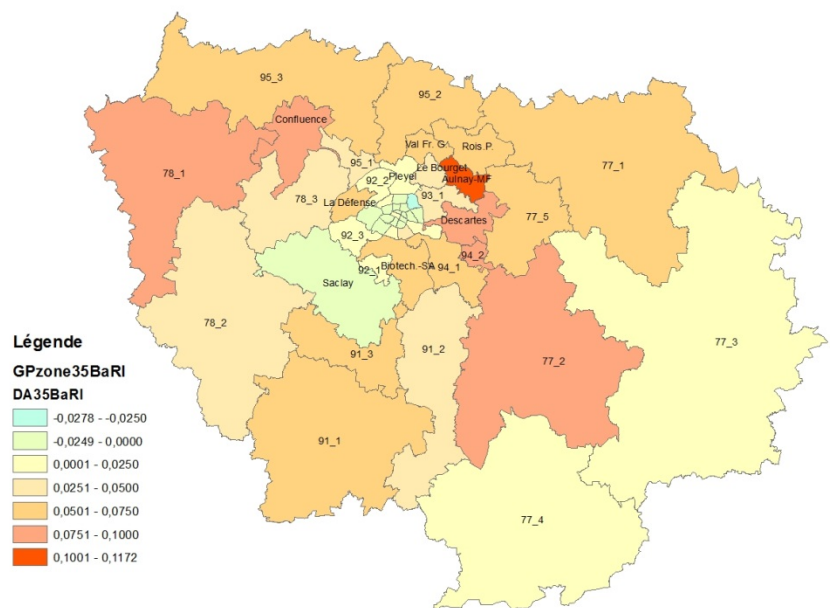 95_3
95_2
Confluence
78_1
Val Fr. G.
Rois.P.
77_1
95_1
Le Bourget
92_2
Pleyel
Aulnay-MF
78_3
93_1
La Défense
Descartes
77_5
92_3
94_2
Biotech.-SA
94_1
92_1
Saclay
78_2
77_3
91_3
91_2
77_2
91_1
77_4
Légende
GPzone35BaRI
DA35BaRI
-0,0278 - -0,0250
-0,0249 - 0,0000
0,0001 - 0,0250
0,0251 - 0,0500
0,0501 - 0,0750
0,0751 - 0,1000
0,1001 - 0,1172